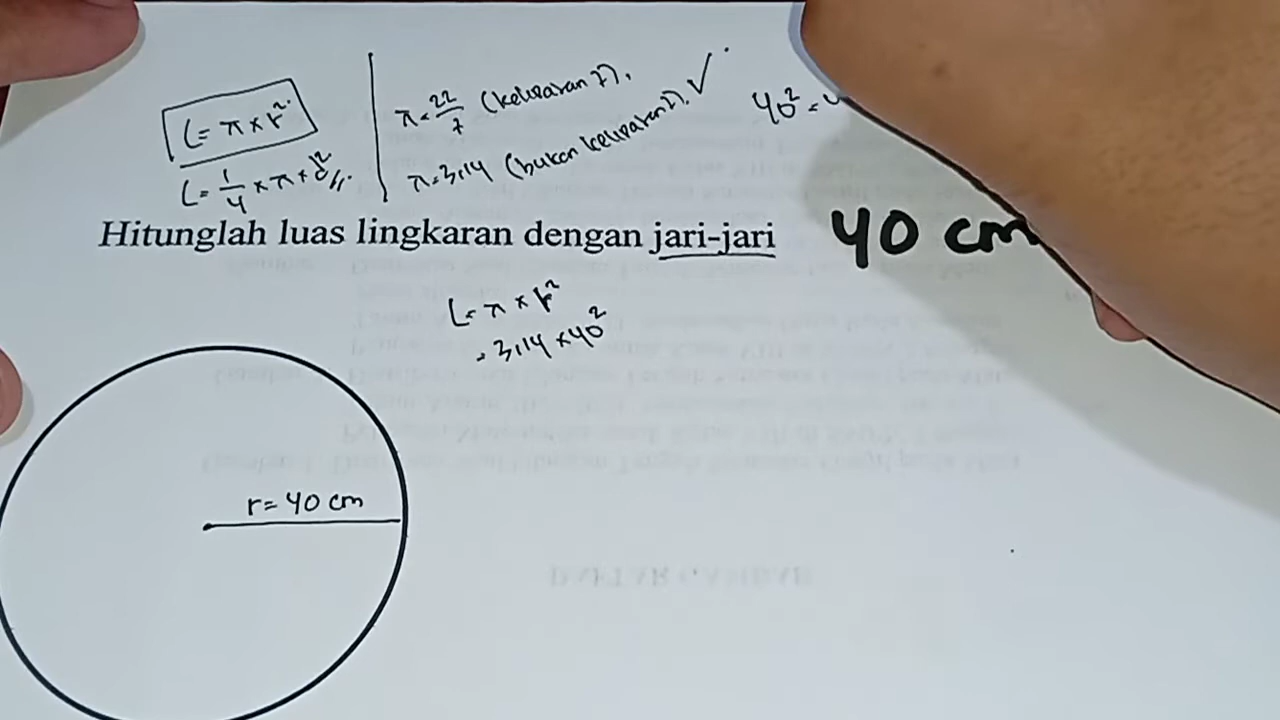 L = π × r².
L = 1/4 × π × d² //.
π = 22/7 (kelipatan 7).
π = 3,14 (bukan kelipatan 7). ✓
40² =
Hitunglah luas lingkaran dengan jari-jari 40 cm
L = π × r²
= 3,14 × 40²
r = 40 cm